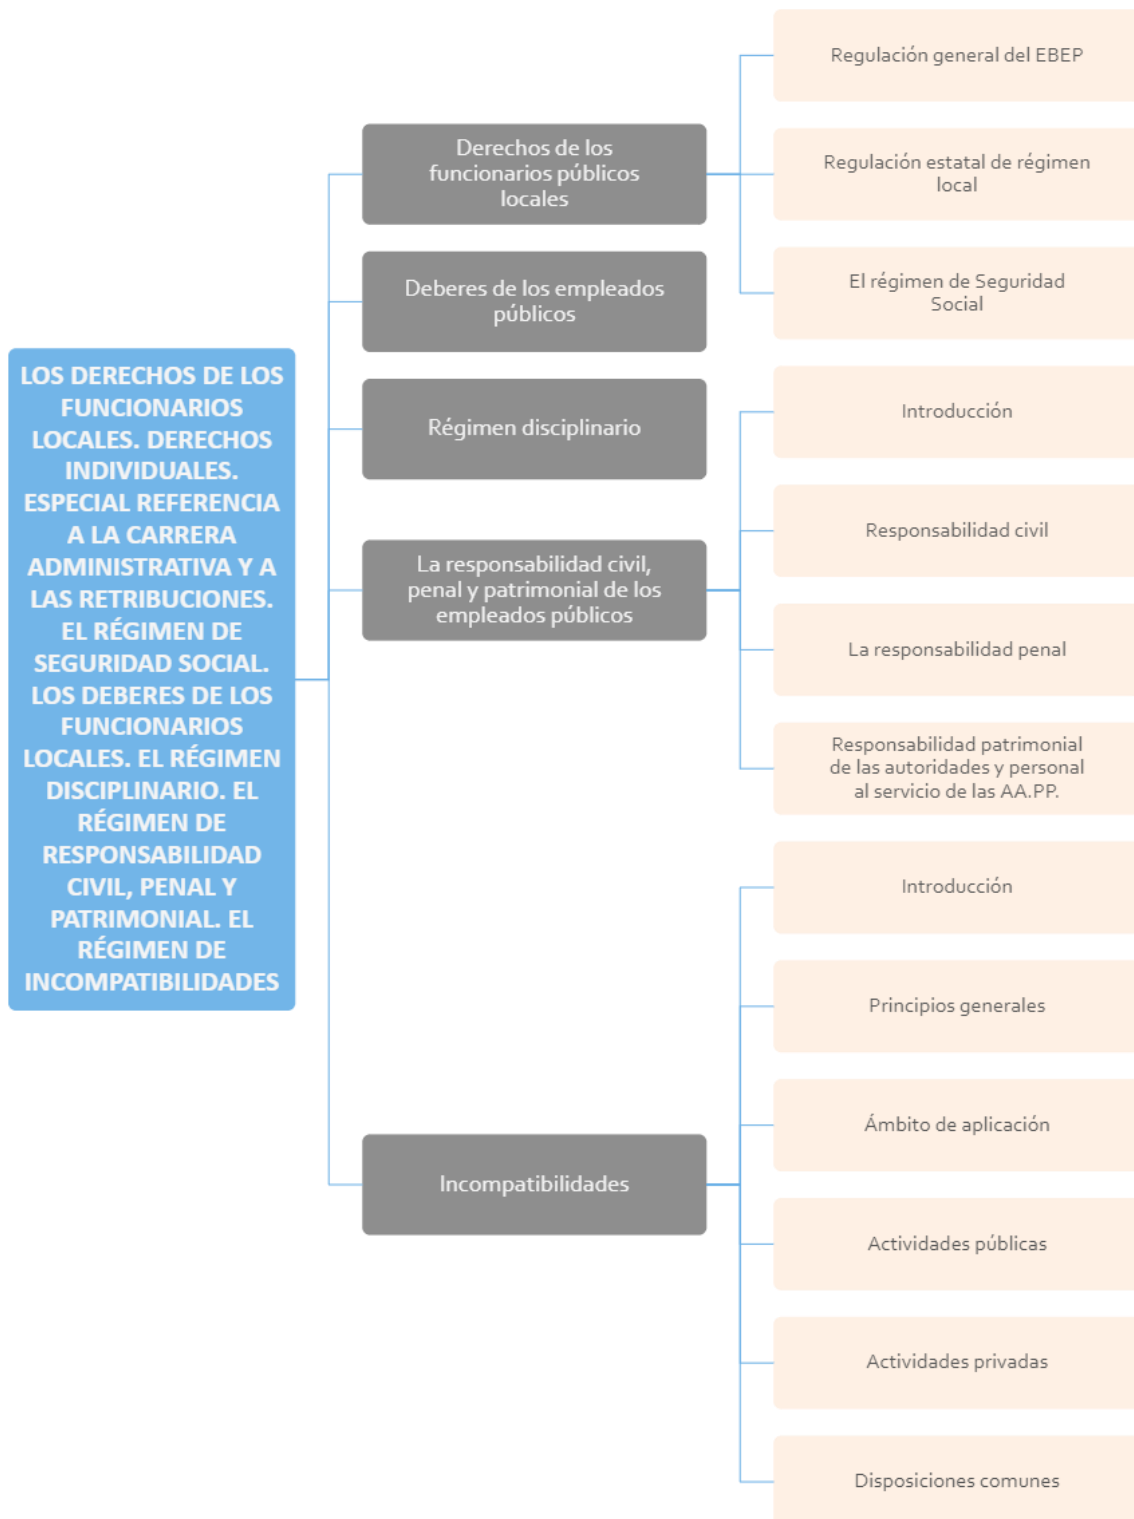 LOS DERECHOS DE LOS
FUNCIONARIOS
LOCALES. DERECHOS
INDIVIDUALES.
ESPECIAL REFERENCIA
A LA CARRERA
ADMINISTRATIVA Y A
LAS RETRIBUCIONES.
EL RÉGIMEN DE
SEGURIDAD SOCIAL.
LOS DEBERES DE LOS
FUNCIONARIOS
LOCALES. EL RÉGIMEN
DISCIPLINARIO. EL
RÉGIMEN DE
RESPONSABILIDAD
CIVIL, PENAL Y
PATRIMONIAL. EL
RÉGIMEN DE
INCOMPATIBILIDADES
Derechos de los
funcionarios públicos
locales
Regulación general del EBEP
Regulación estatal de régimen
local
El régimen de Seguridad
Social
Deberes de los empleados
públicos
Régimen disciplinario
La responsabilidad civil,
penal y patrimonial de los
empleados públicos
Introducción
Responsabilidad civil
La responsabilidad penal
Responsabilidad patrimonial
de las autoridades y personal
al servicio de las AA.PP.
Incompatibilidades
Introducción
Principios generales
Ámbito de aplicación
Actividades públicas
Actividades privadas
Disposiciones comunes